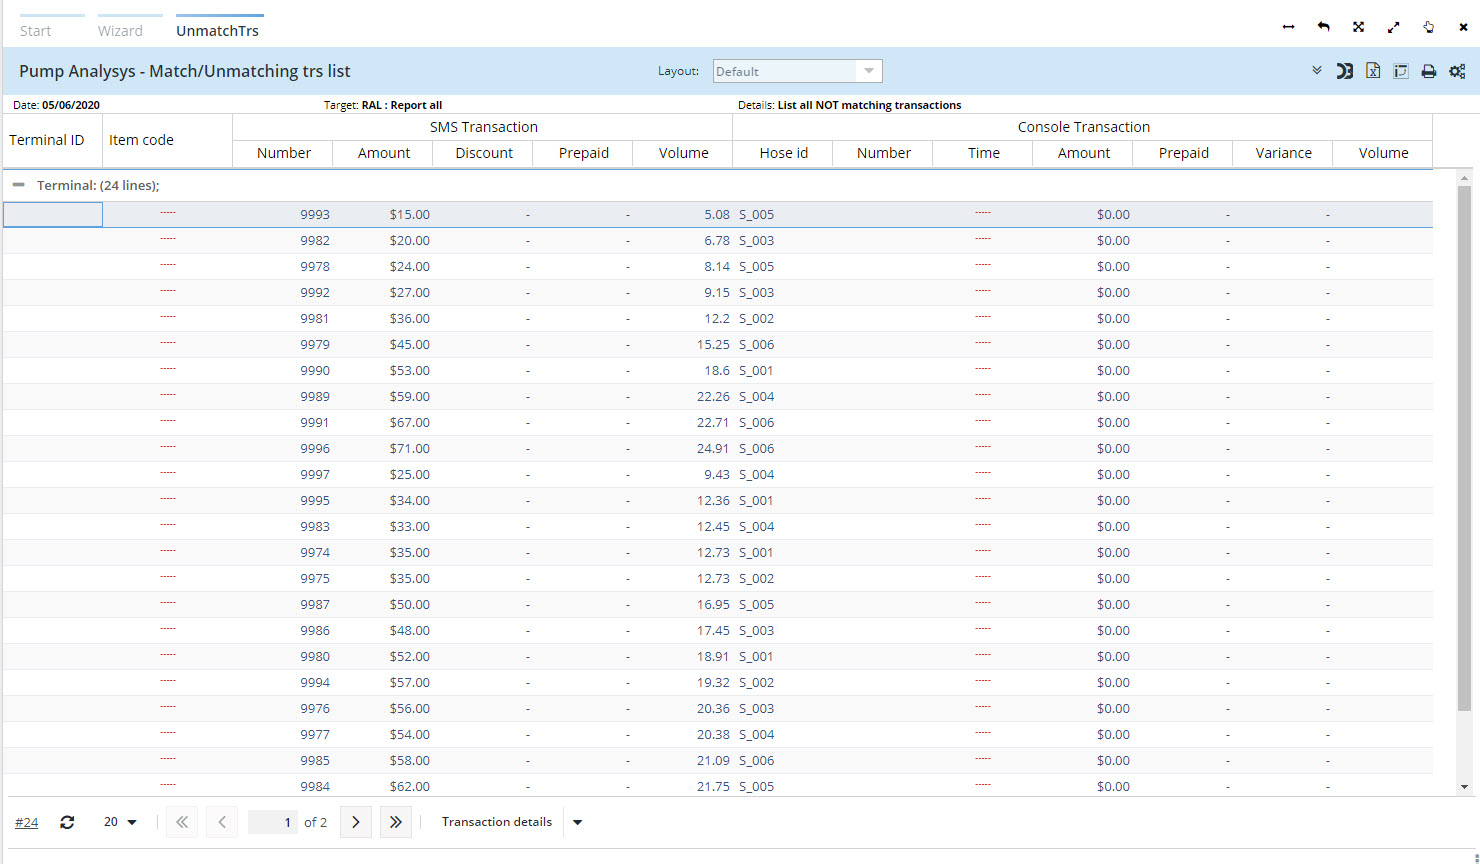 Start Wizard UnmatchTrs
Pump Analysys - Match/Unmatching trs list Layout: Default
Date: 05/06/2020 Target: RAL : Report all Details: List all NOT matching transactions
Terminal ID Item code SMS Transaction Console Transaction
Number Amount Discount Prepaid Volume Hose id Number Time Amount Prepaid Variance Volume
Terminal: (24 lines);
----- 9993 $15.00 - - 5.08 S_005 ----- $0.00 - -
----- 9982 $20.00 - - 6.78 S_003 ----- $0.00 - -
----- 9978 $24.00 - - 8.14 S_005 ----- $0.00 - -
----- 9992 $27.00 - - 9.15 S_003 ----- $0.00 - -
----- 9981 $36.00 - - 12.2 S_002 ----- $0.00 - -
----- 9979 $45.00 - - 15.25 S_006 ----- $0.00 - -
----- 9990 $53.00 - - 18.6 S_001 ----- $0.00 - -
----- 9989 $59.00 - - 22.26 S_004 ----- $0.00 - -
----- 9991 $67.00 - - 22.71 S_006 ----- $0.00 - -
----- 9996 $71.00 - - 24.91 S_006 ----- $0.00 - -
----- 9997 $25.00 - - 9.43 S_004 ----- $0.00 - -
----- 9995 $34.00 - - 12.36 S_001 ----- $0.00 - -
----- 9983 $33.00 - - 12.45 S_004 ----- $0.00 - -
----- 9974 $35.00 - - 12.73 S_001 ----- $0.00 - -
----- 9975 $35.00 - - 12.73 S_002 ----- $0.00 - -
----- 9987 $50.00 - - 16.95 S_005 ----- $0.00 - -
----- 9986 $48.00 - - 17.45 S_003 ----- $0.00 - -
----- 9980 $52.00 - - 18.91 S_001 ----- $0.00 - -
----- 9994 $57.00 - - 19.32 S_002 ----- $0.00 - -
----- 9976 $56.00 - - 20.36 S_003 ----- $0.00 - -
----- 9977 $54.00 - - 20.38 S_004 ----- $0.00 - -
----- 9985 $58.00 - - 21.09 S_006 ----- $0.00 - -
----- 9984 $62.00 - - 21.75 S_005 ----- $0.00 - -
#24 20 1 of 2 Transaction details